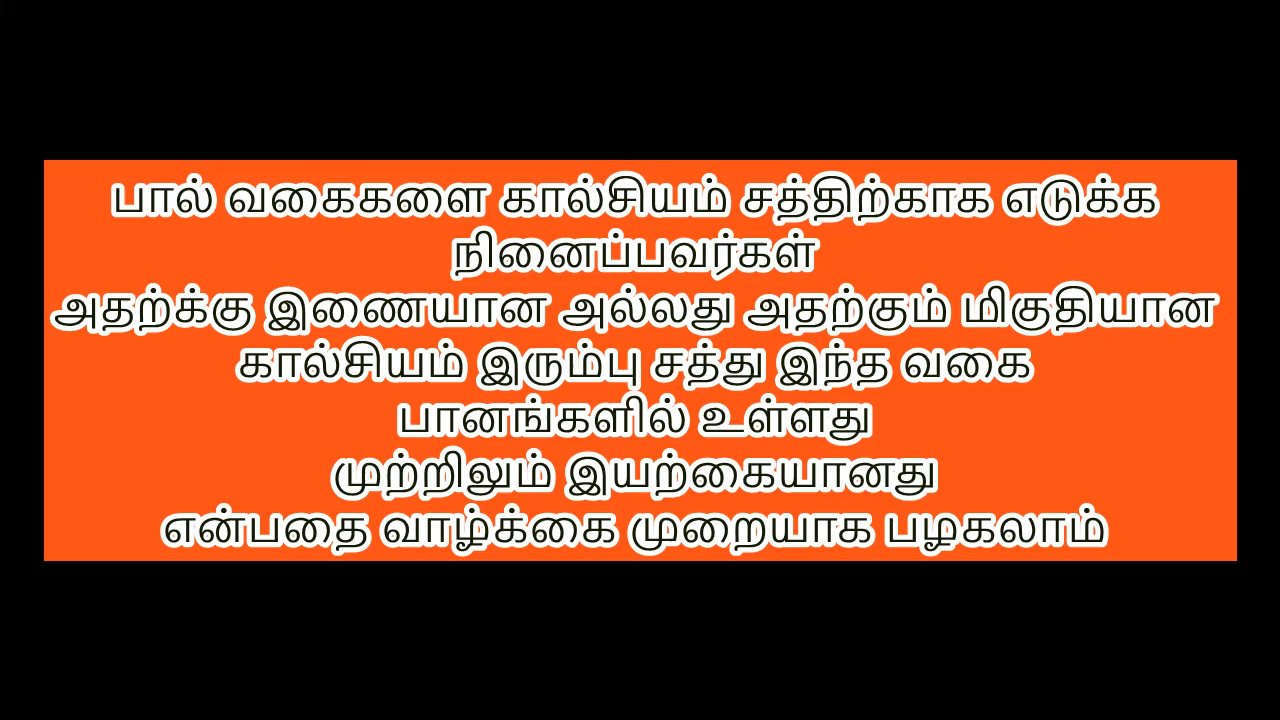 பால் வகைகளை கால்சியம் சத்திற்காக எடுக்க
நினைப்பவர்கள்
அதற்க்கு இணையான அல்லது அதற்கும் மிகுதியான
கால்சியம் இரும்பு சத்து இந்த வகை
பானங்களில் உள்ளது
முற்றிலும் இயற்கையானது
என்பதை வாழ்க்கை முறையாக பழகலாம்